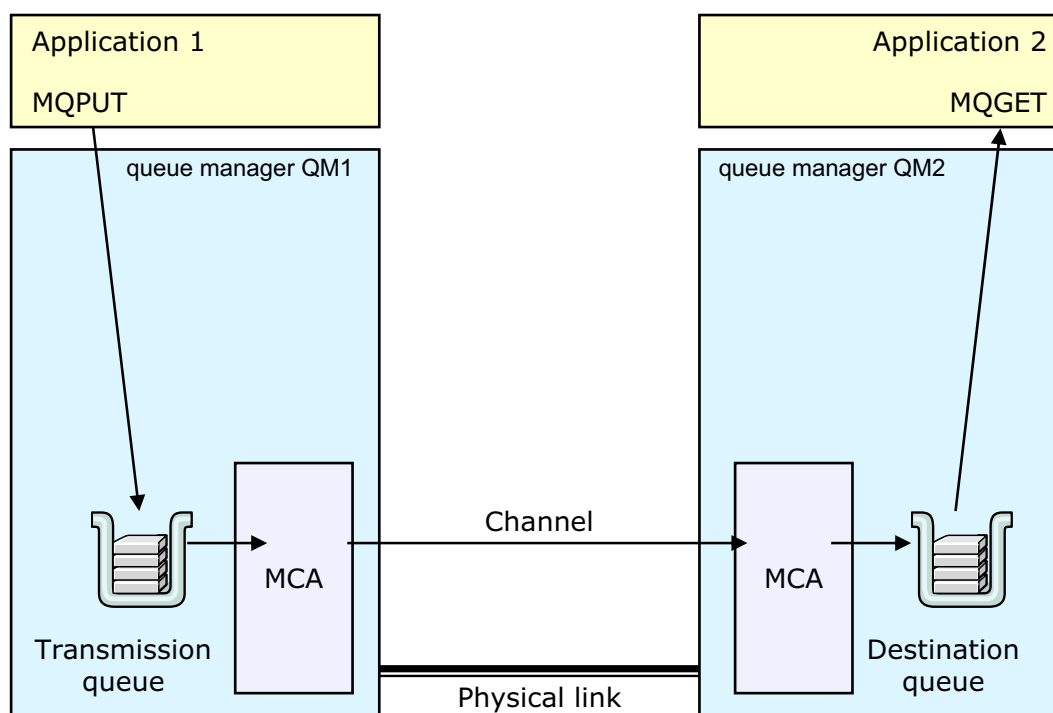 Application 1
MQPUT
Application 2
MQGET
queue manager QM1
queue manager QM2
Channel
MCA
MCA
Transmission
queue
Destination
queue
Physical link